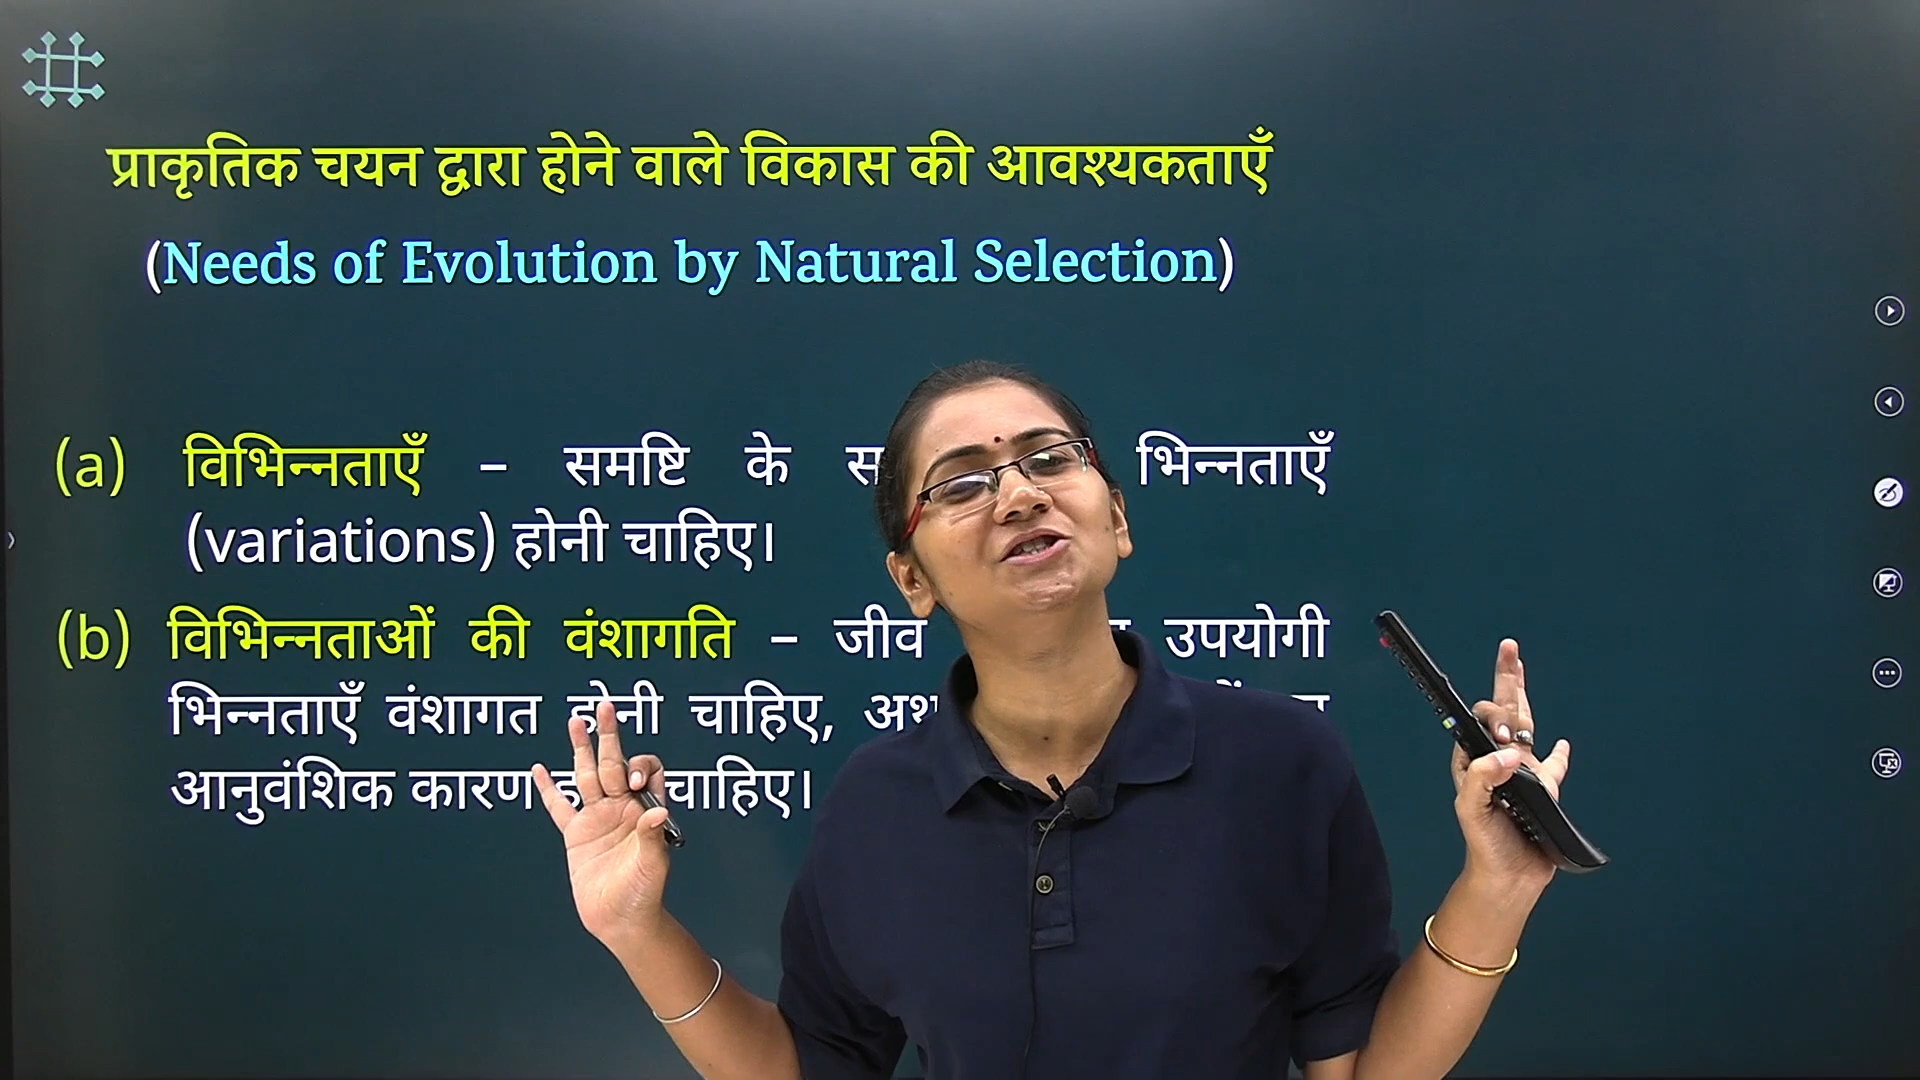 प्राकृतिक चयन द्वारा होने वाले विकास की आवश्यकताएँ
(Needs of Evolution by Natural Selection)
(a) विभिन्नताएँ – समष्टि के भिन्नताएँ
(variations) होनी चाहिए।
(b) विभिन्नताओं की वंशागति – जीव उपयोगी
भिन्नताएँ वंशागत होनी चाहिए,
आनुवंशिक कारण चाहिए।